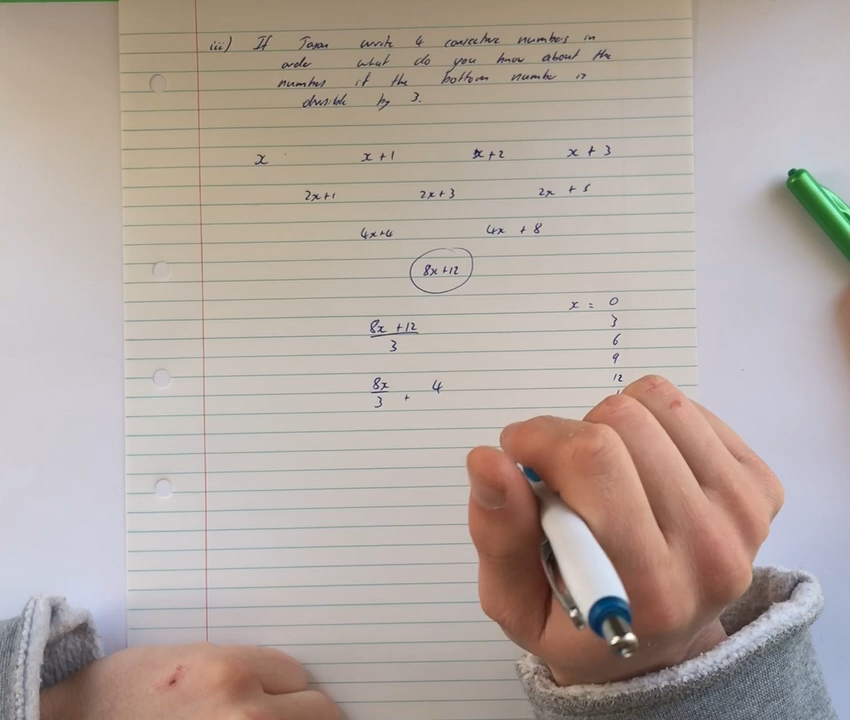 iii) If Jason write 4 consecutive numbers in
order what do you know about the
numbers if the bottom number is
divisible by 3.
x x+1 x+2 x + 3
2x+1 2x+3 2x + 5
4x+4 4x + 8
8x+12
x = 0
8x +12 3
3 6
9
8x + 4 12
3